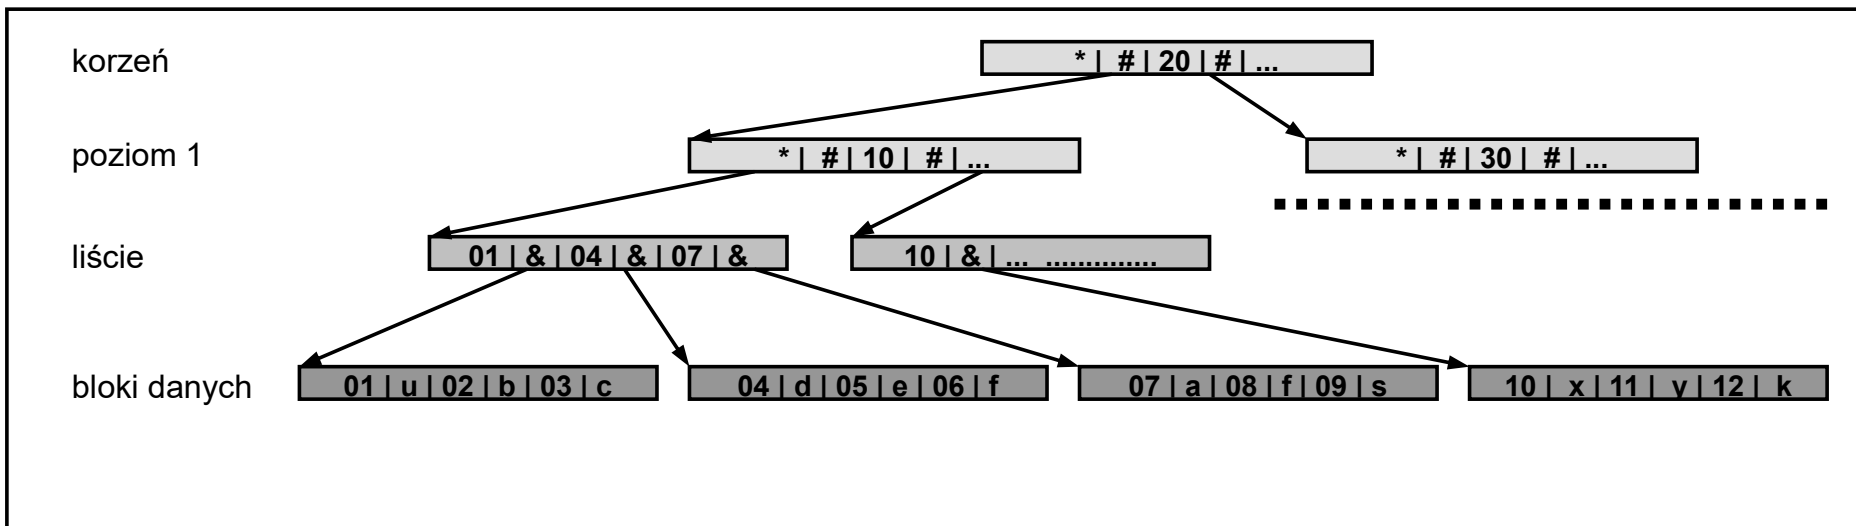 korzeń
* | # | 20 | # | ...
poziom 1
* | # | 10 | # | ...
* | # | 30 | # | ...
liście
01 | & | 04 | & | 07 | &
10 | & | ... ..............
bloki danych
01 | u | 02 | b | 03 | c
04 | d | 05 | e | 06 | f
07 | a | 08 | f | 09 | s
10 | x | 11 | y | 12 | k